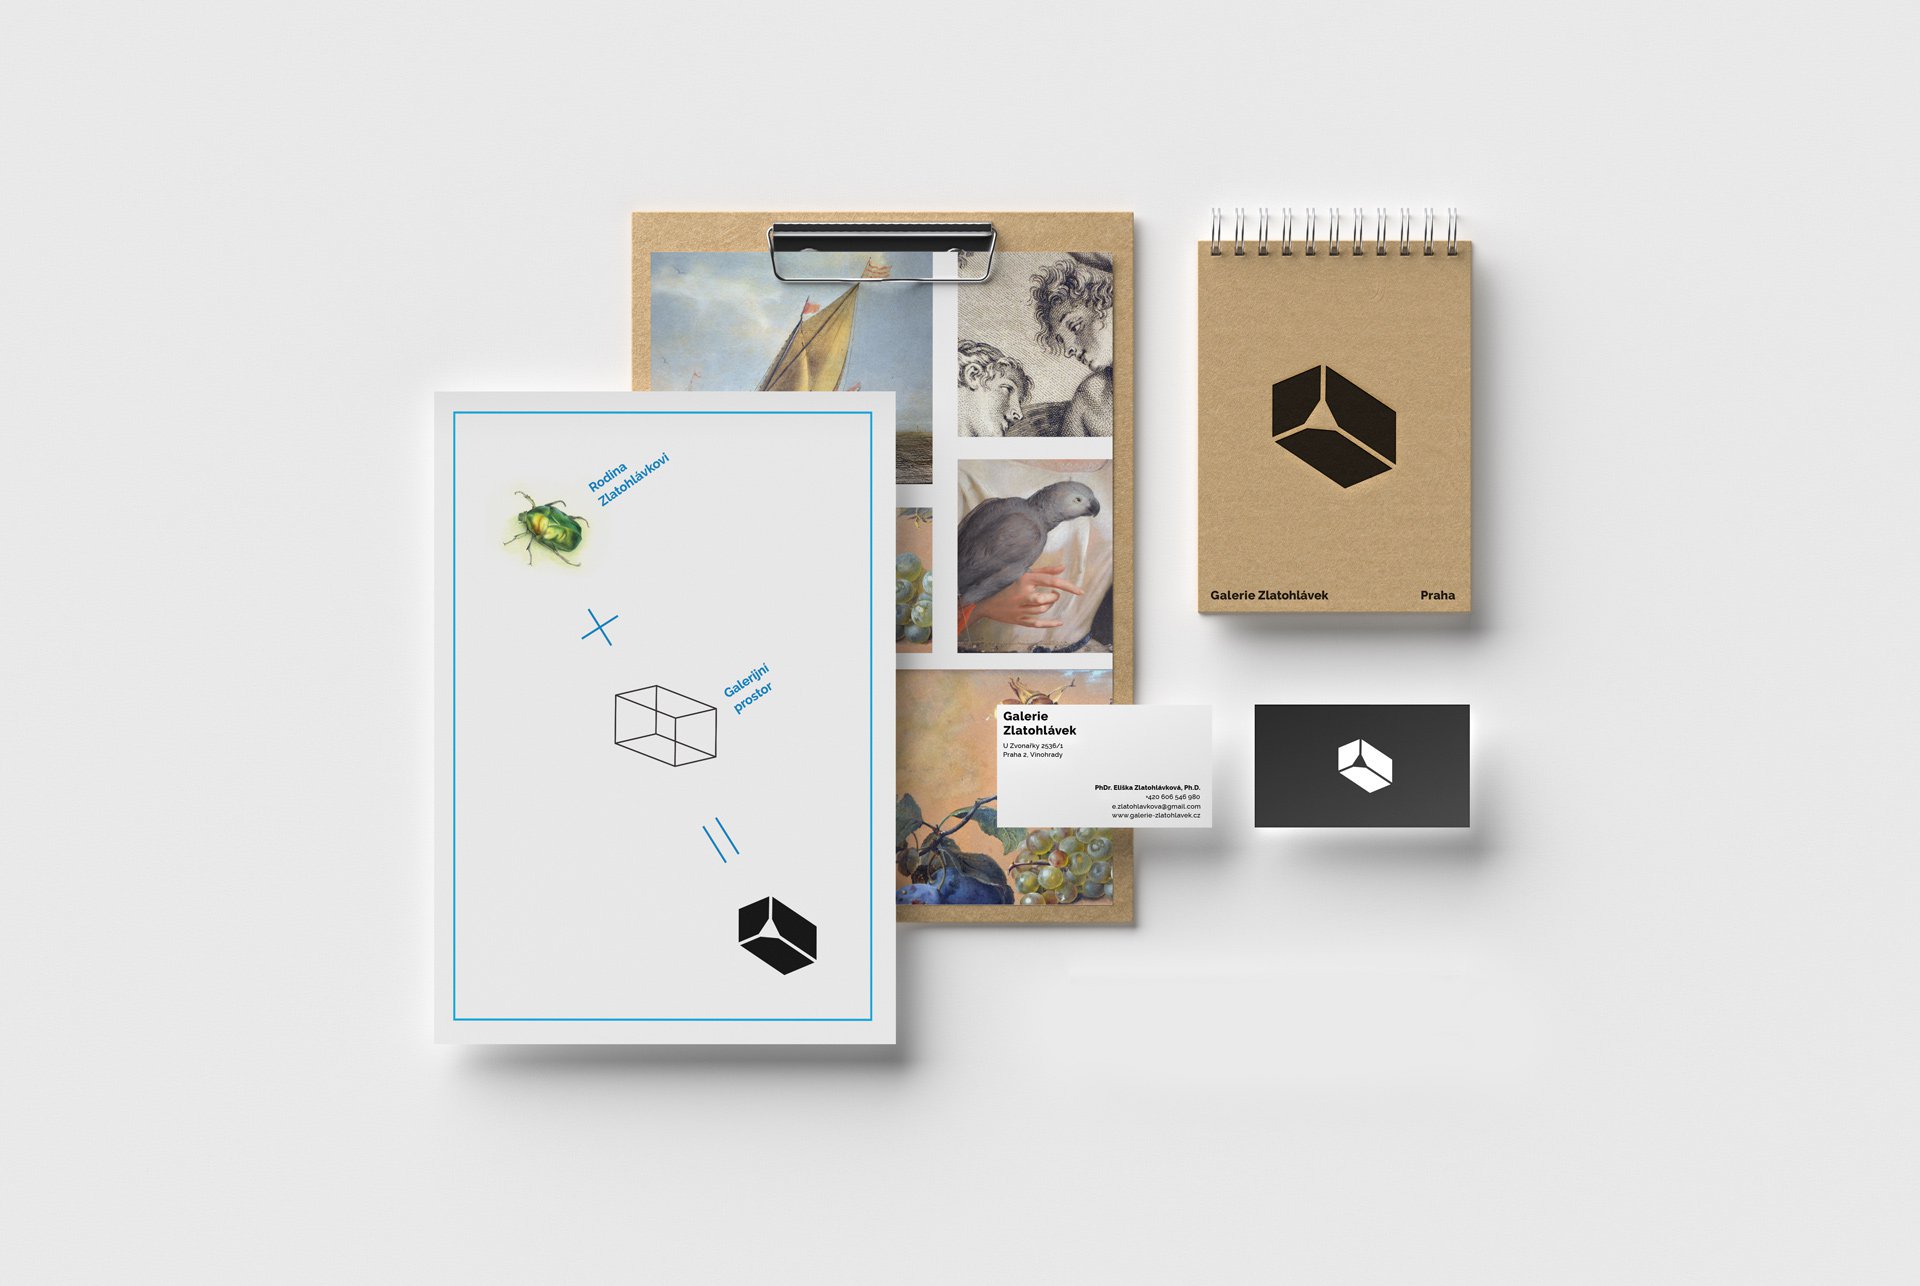 Rodina
Zlatohlávkovi
Galerijní
prostor
Galerie Zlatohlávek
Praha
Galerie
Zlatohlávek
U Zvonařky 2536/1
Praha 2, Vinohrady
PhDr. Eliška Zlatohlávková, Ph.D.
+420 606 546 980
e.zlatohlavkova@gmail.com
www.galerie-zlatohlavek.cz